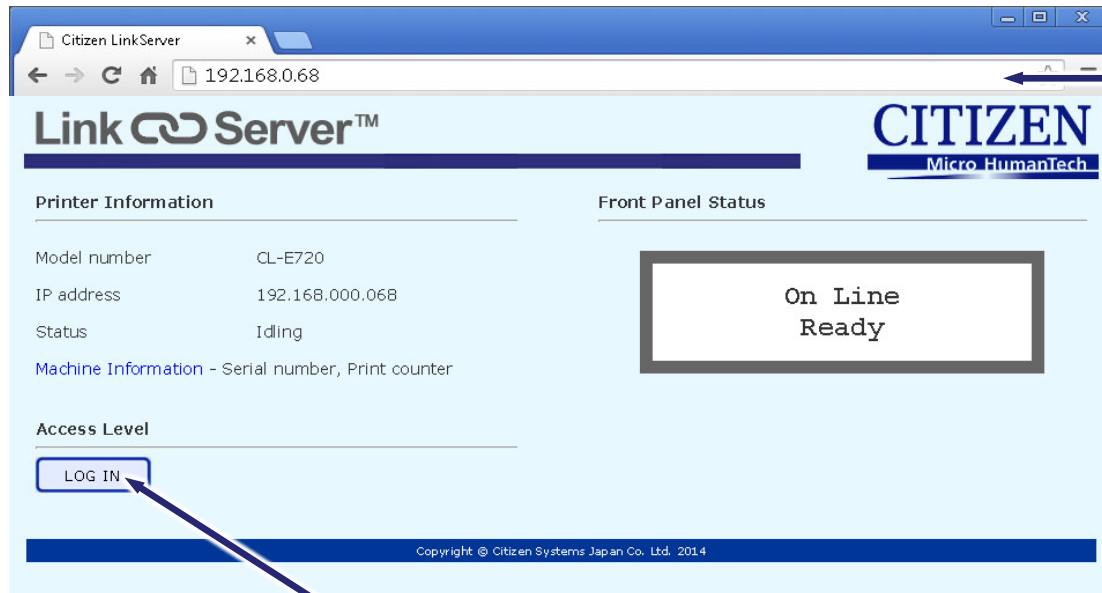 Citizen LinkServer
192.168.0.68
Link Server™
CITIZEN
Micro HumanTech
Printer Information
Model number CL-E720
IP address 192.168.000.068
Status Idling
Machine Information - Serial number, Print counter
Front Panel Status
On Line
Ready
Access Level
LOG IN
Copyright © Citizen Systems Japan Co. Ltd. 2014